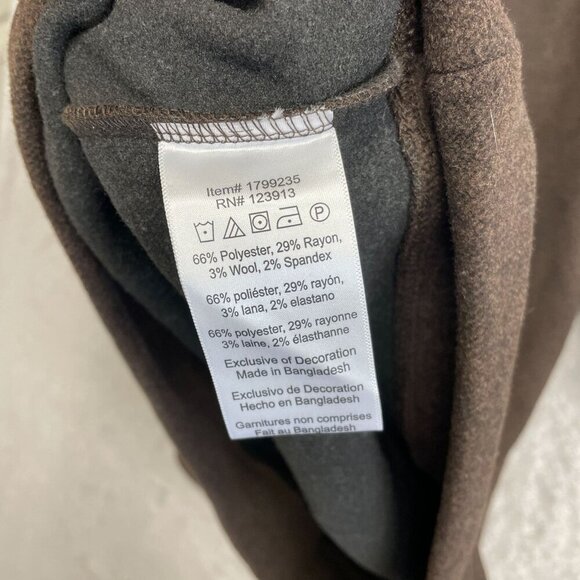 Item# 1799235
RN# 123913
P
66% Polyester, 29% Rayon,
3% Wool, 2% Spandex
66% poliéster, 29% rayón,
3% lana, 2% elastano
66% polyester, 29% rayonne
3% laine, 2% élasthanne
Exclusive of Decoration
Made in Bangladesh
Exclusivo de Decoration
Hecho en Bangladesh
Garnitures non comprises
Fait au Bangladesh